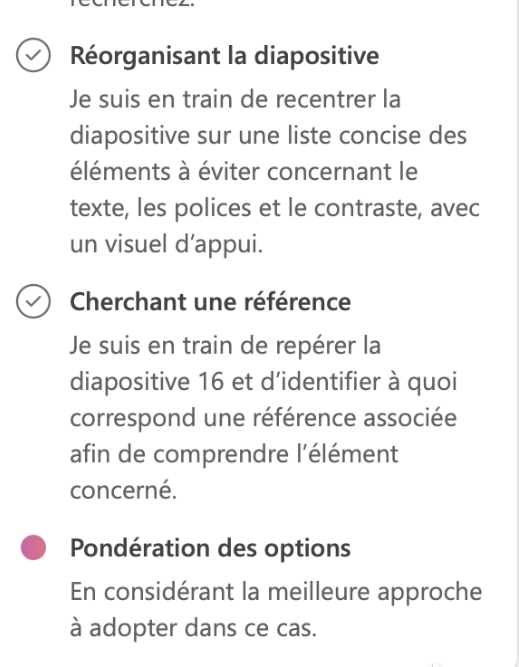 recherchez.
Réorganisant la diapositive
Je suis en train de recentrer la
diapositive sur une liste concise des
éléments à éviter concernant le
texte, les polices et le contraste, avec
un visuel d’appui.
Cherchant une référence
Je suis en train de repérer la
diapositive 16 et d’identifier à quoi
correspond une référence associée
afin de comprendre l’élément
concerné.
Pondération des options
En considérant la meilleure approche
à adopter dans ce cas.